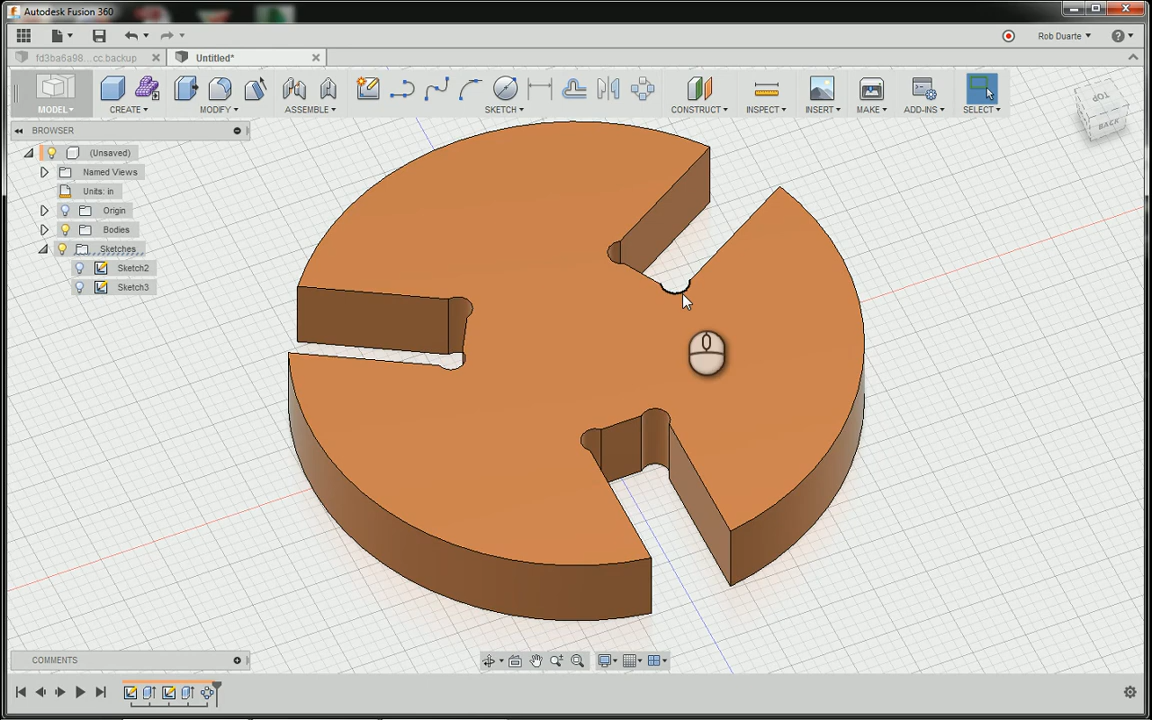 Autodesk Fusion 360
Rob Duarte
fd3ba6a98 ...cc.backup
Untitled*
MODEL
CREATE
MODIFY
ASSEMBLE
SKETCH
CONSTRUCT
INSPECT
INSERT
MAKE
ADD-INS
SELECT
TOP
BACK
BROWSER
(Unsaved)
Named Views
Units: in
Origin
Bodies
Sketches
Sketch2
Sketch3
COMMENTS